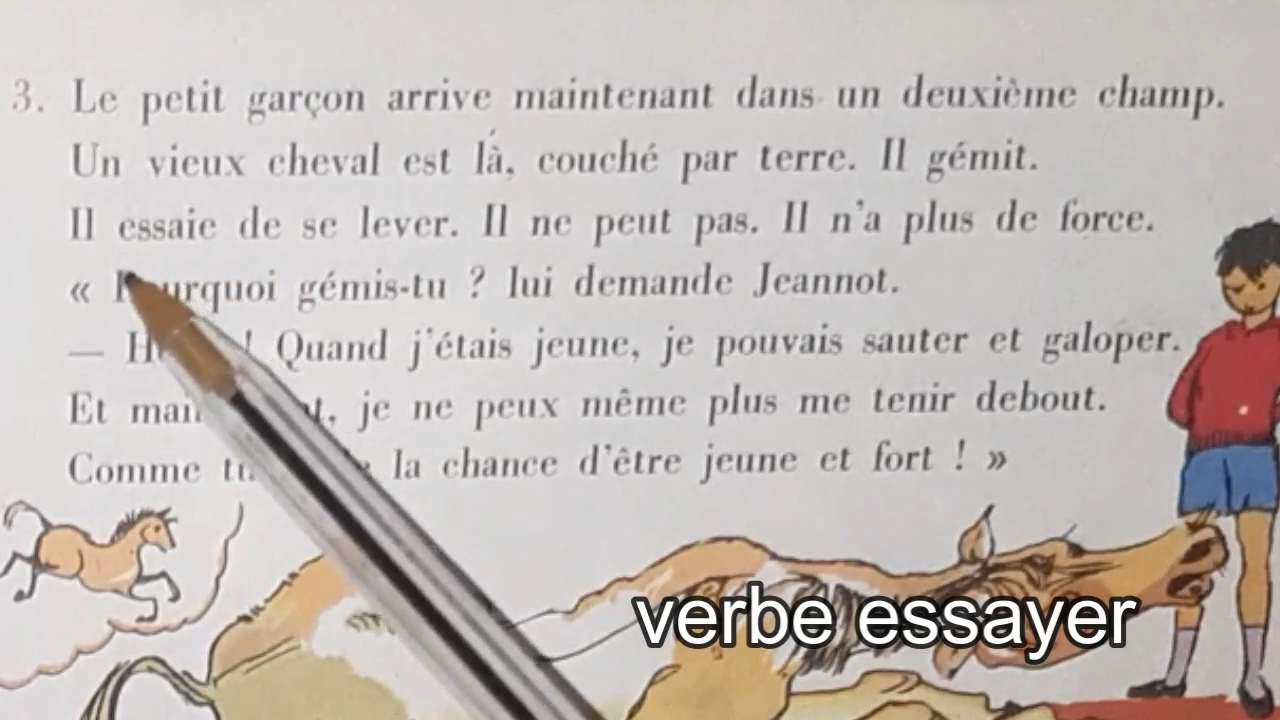 3. Le petit garçon arrive maintenant dans un deuxième champ.
Un vieux cheval est là, couché par terre. Il gémit.
Il essaie de se lever. Il ne peut pas. Il n'a plus de force.
« Pourquoi gémis-tu ? lui demande Jeannot.
— ! Quand j'étais jeune, je pouvais sauter et galoper.
Et je ne peux même plus me tenir debout.
Comme la chance d'être jeune et fort ! »
verbe essayer